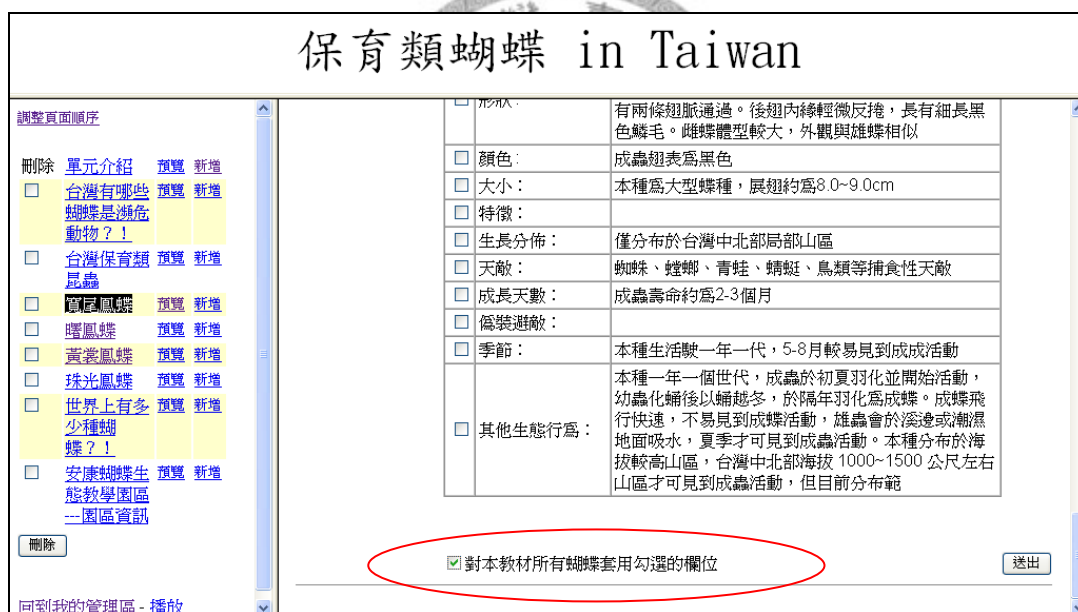 保育類蝴蝶 in Taiwan
調整頁面順序
刪除 單元介紹 預覽 新增
台灣有哪些 預覽 新增
蝴蝶是瀕危
動物？！
台灣保育類 預覽 新增
昆蟲
寬尾鳳蝶 預覽 新增
曙鳳蝶 預覽 新增
黃裳鳳蝶 預覽 新增
珠光鳳蝶 預覽 新增
世界上有多 預覽 新增
少種蝴
蝶？！
安康蝴蝶生 預覽 新增
態教學園區
---園區資訊
刪除
回到我的管理區 - 播放
形狀：
有兩條翅脈通過。後翅內緣輕微反捲，長有細長黑
色鱗毛。雌蝶體型較大，外觀與雄蝶相似
顏色： 成蟲翅表為黑色
大小： 本種為大型蝶種，展翅約為8.0~9.0cm
特徵：
生長分佈： 僅分布於台灣中北部局部山區
天敵： 蜘蛛、螳螂、青蛙、蜻蜓、鳥類等捕食性天敵
成長天數： 成蟲壽命約為2-3個月
偽裝避敵：
季節： 本種生活駛一年一代，5-8月較易見到成成活動
其他生態行為：
本種一年一個世代，成蟲於初夏羽化並開始活動，
幼蟲化蛹後以蛹越冬，於隔年羽化為成蝶。成蝶飛
行快速，不易見到成蝶活動，雄蟲會於溪邊或潮濕
地面吸水，夏季才可見到成蟲活動。本種分布於海
拔較高山區，台灣中北部海拔 1000~1500 公尺左右
山區才可見到成蟲活動，但目前分布範
對本教材所有蝴蝶套用勾選的欄位 送出